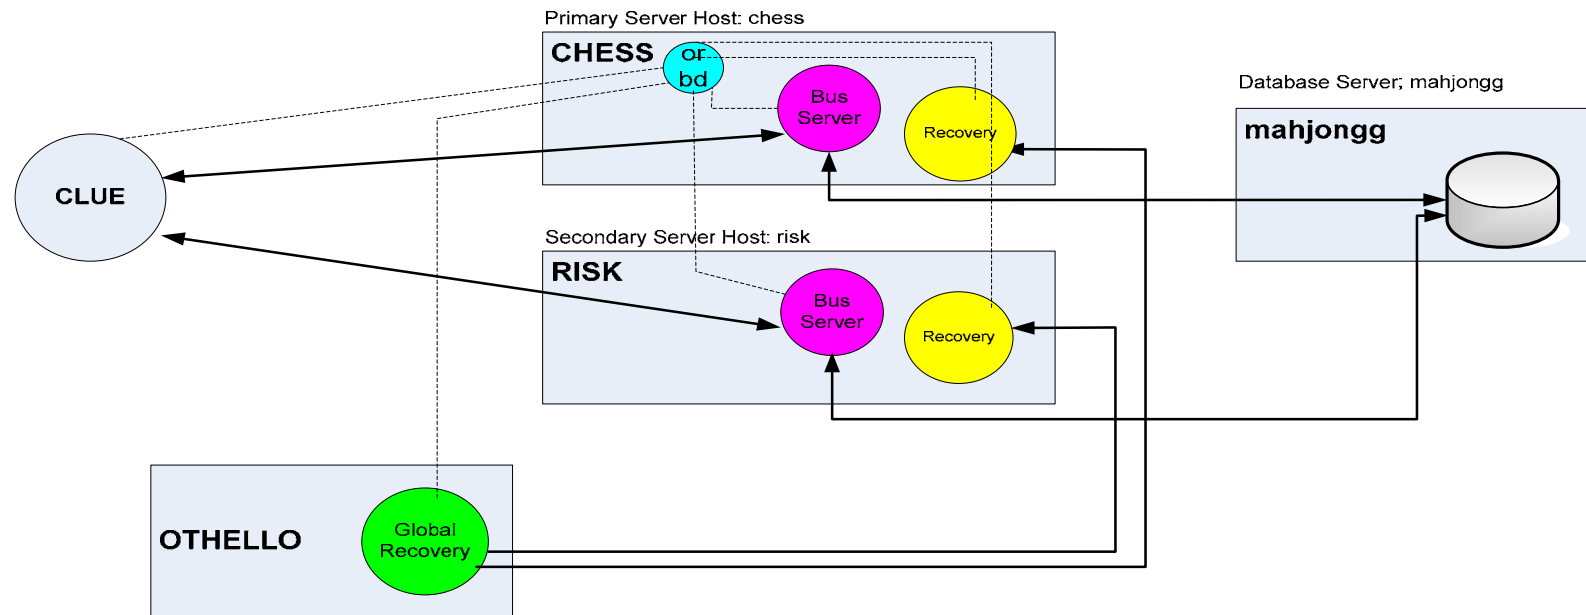 Primary Server Host: chess
CHESS
or
bd
Bus
Server
Recovery
Database Server; mahjongg
mahjongg
CLUE
Secondary Server Host: risk
RISK
Bus
Server
Recovery
OTHELLO
Global
Recovery